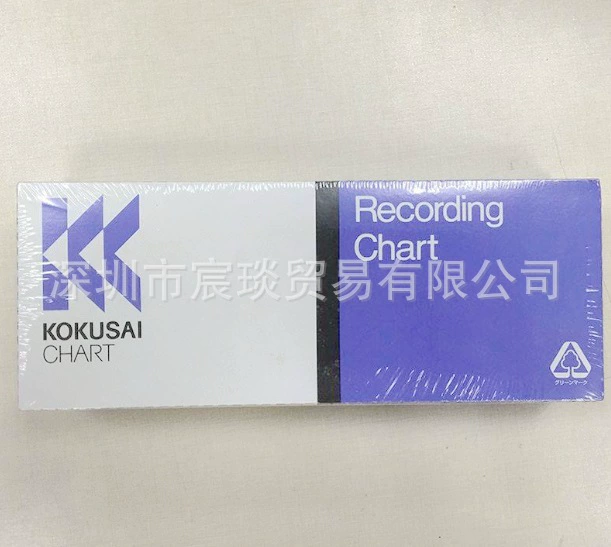 Recording
Chart
深圳市宸琰贸易有限公司
KOKUSAI
CHART
グリーンマーク